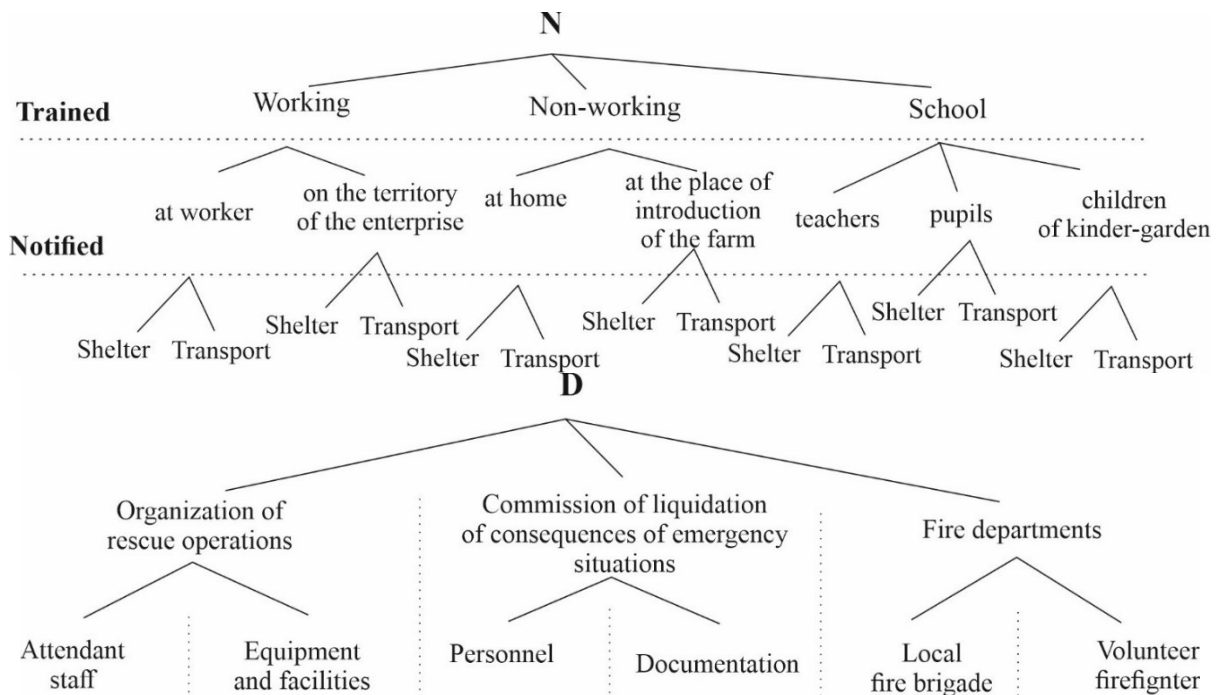 N
Working
Non-working
School
Trained
at worker
on the territory
of the enterprise
at home
at the place of
introduction
of the farm
teachers
pupils
children
of kinder-garden
Notified
Shelter
Transport
Shelter
Transport
Shelter
Transport
Shelter
Transport
Shelter
Transport
Shelter
Transport
Shelter
Transport
D
Organization of
rescue operations
Commission of liquidation
of consequences of emergency
situations
Fire departments
Attendant
staff
Equipment
and facilities
Personnel
Documentation
Local
fire brigade
Volunteer
firefignter